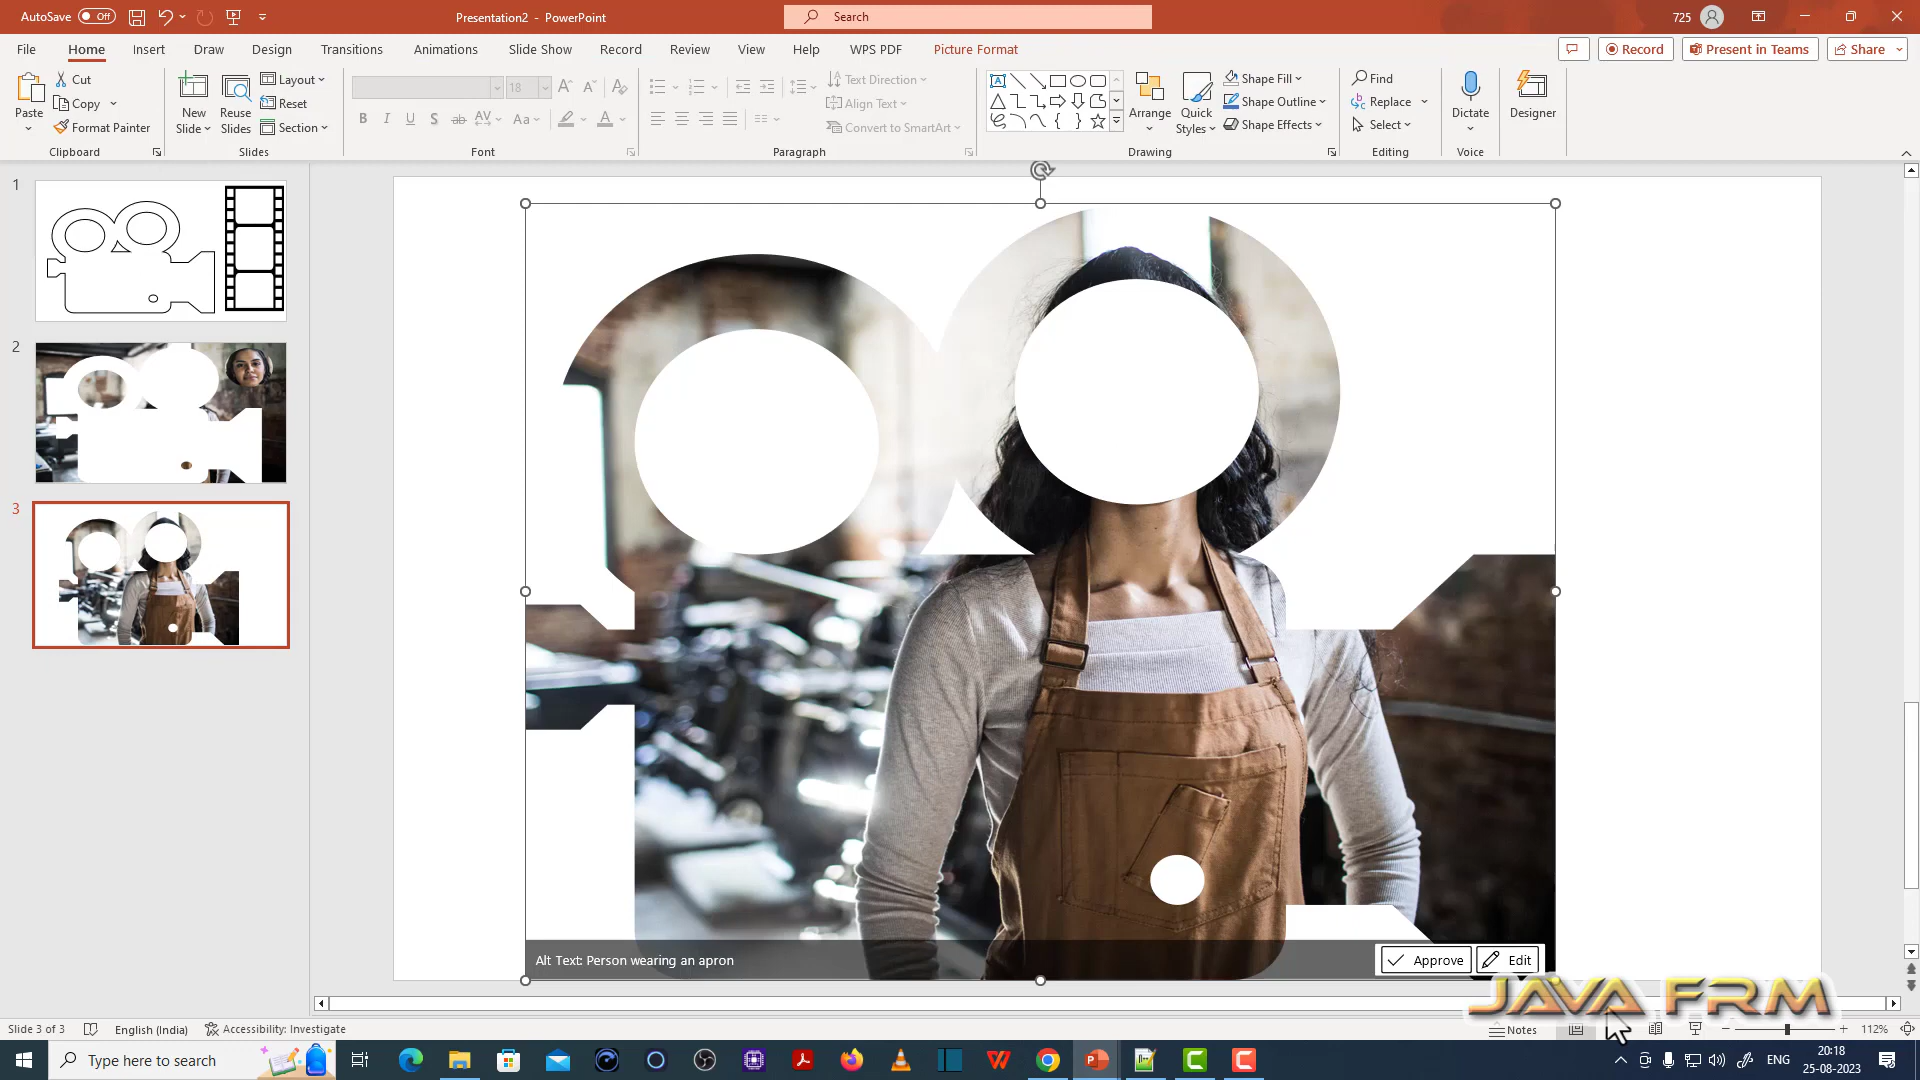 AutoSave Off
Presentation2 - PowerPoint
Search
725
File Home Insert Draw Design Transitions Animations Slide Show Record Review View Help WPS PDF Picture Format
Record
Present in Teams
Share
Paste
Cut
Copy
Format Painter
Clipboard
New Slide
Reuse Slides
Layout
Reset
Section
Slides
18
Font
Text Direction
Align Text
Convert to SmartArt
Paragraph
Arrange
Quick Styles
Shape Fill
Shape Outline
Shape Effects
Drawing
Find
Replace
Select
Editing
Dictate
Voice
Designer
1
2
3
Alt Text: Person wearing an apron
Approve
Edit
JAVA FRM
Slide 3 of 3
English (India)
Accessibility: Investigate
Notes
112%
Type here to search
ENG
20:18
25-08-2023